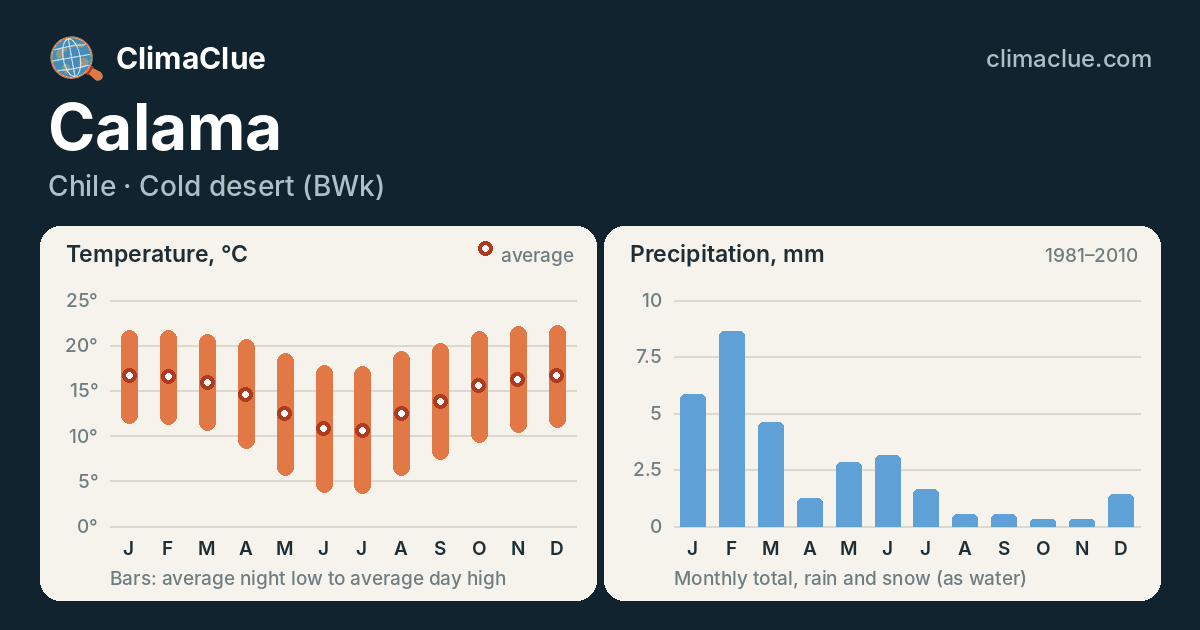 ClimaClue
climaclue.com
Calama
Chile · Cold desert (BWk)
Temperature, °C
average
25°
20°
15°
10°
5°
0°
J F M A M J J A S O N D
Bars: average night low to average day high
Precipitation, mm
1981–2010
10
7.5
5
2.5
0
J F M A M J J A S O N D
Monthly total, rain and snow (as water)